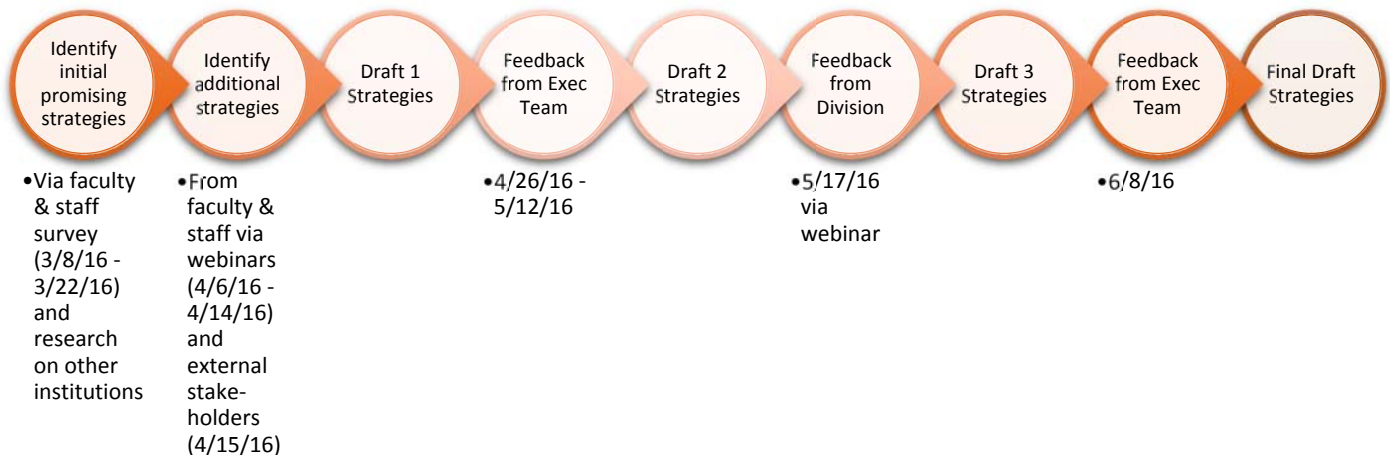 Identify
initial
promising
strategies
Identify
additional
strategies
Draft 1
Strategies
Feedback
from Exec
Team
Draft 2
Strategies
Feedback
from
Division
Draft 3
Strategies
Feedback
from Exec
Team
Final Draft
Strategies
•Via faculty
& staff
survey
(3/8/16 -
3/22/16)
and
research
on other
institutions
•From
faculty &
staff via
webinars
(4/6/16 -
4/14/16)
and
external
stake-
holders
(4/15/16)
•4/26/16 -
5/12/16
•5/17/16
via
webinar
•6/8/16